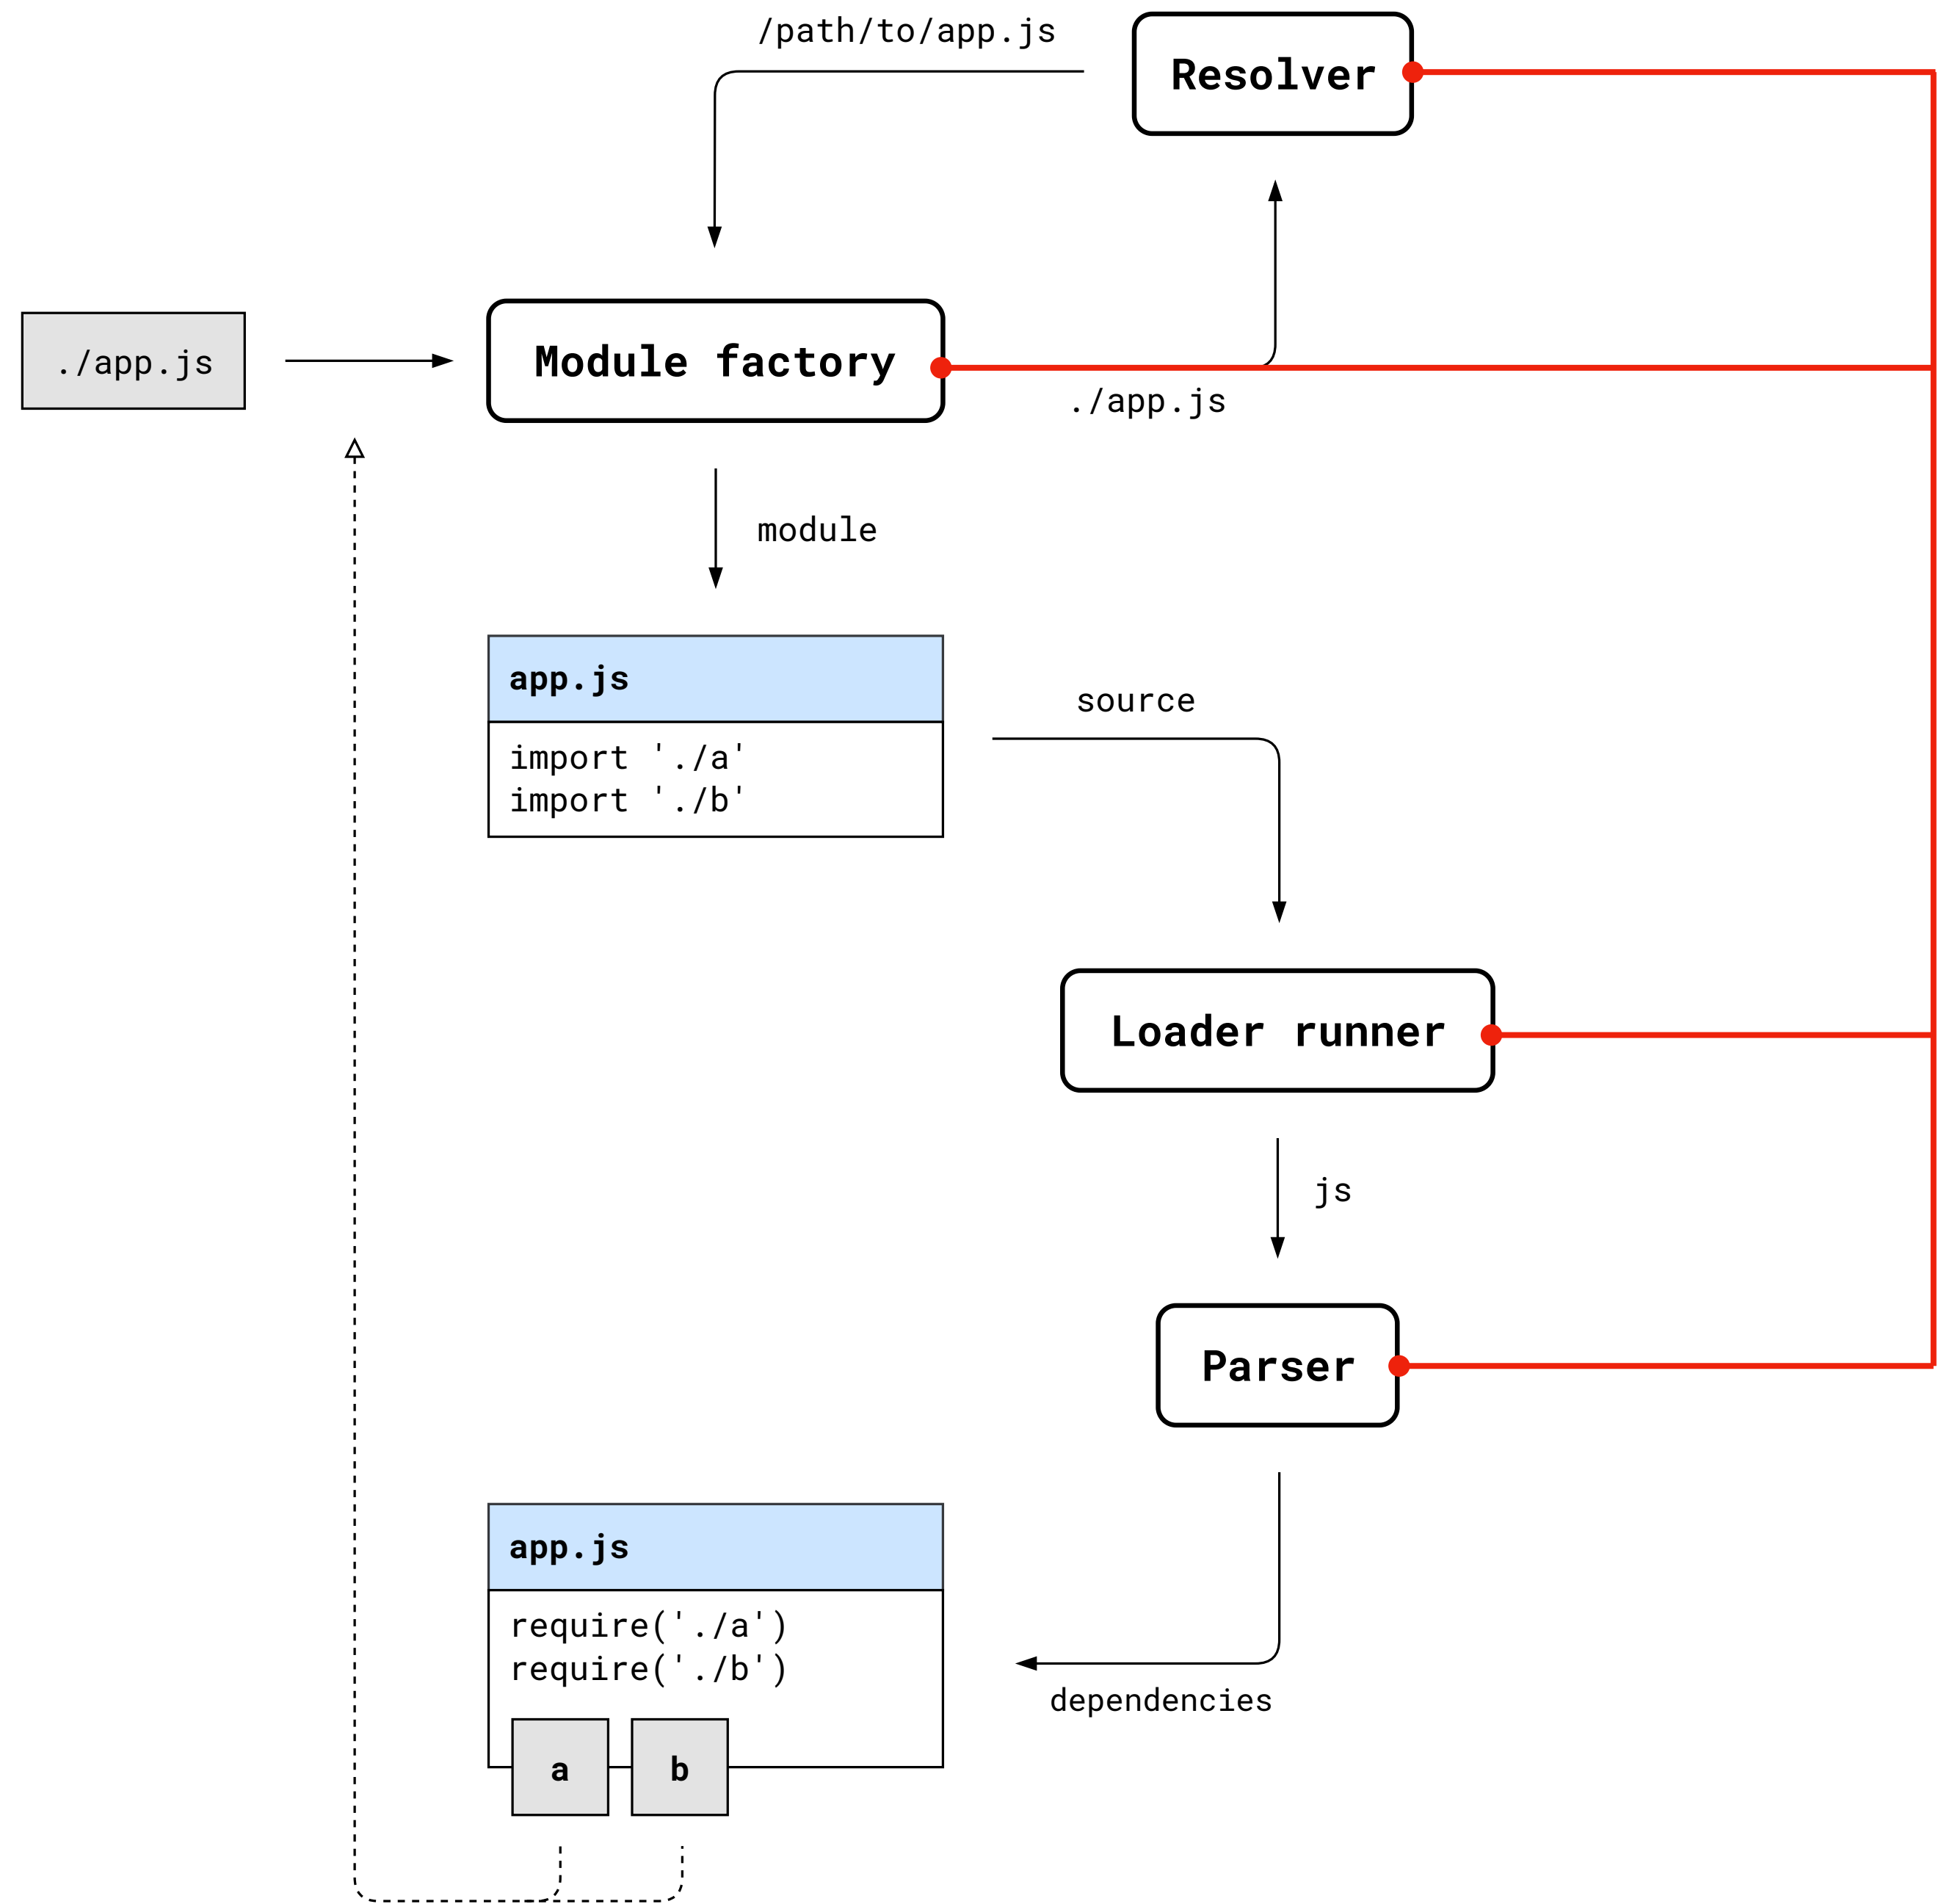 /path/to/app.js
Resolver
./app.js
Module factory
./app.js
module
app.js
import './a'
import './b'
source
Loader runner
js
Parser
app.js
require('./a')
require('./b')
dependencies
a
b